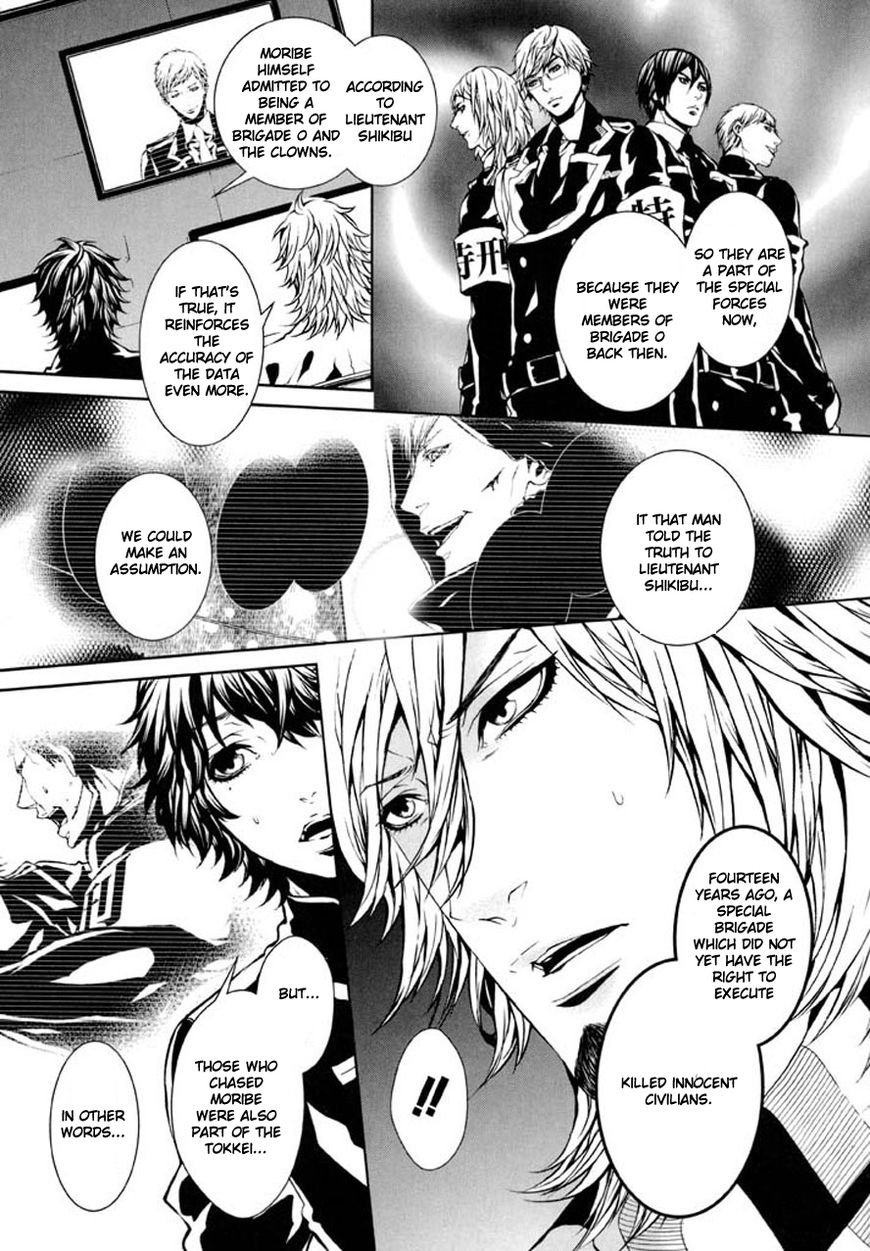 SO THEY ARE
A PART OF
THE SPECIAL
FORCES
NOW,
BECAUSE THEY
WERE
MEMBERS OF
BRIGADE O
BACK THEN.
特刑
特
ACCORDING
TO
LIEUTENANT
SHIKIBU
MORIBE
HIMSELF
ADMITTED TO
BEING A
MEMBER OF
BRIGADE O AND
THE CLOWNS.
IF THAT'S
TRUE, IT
REINFORCES
THE
ACCURACY OF
THE DATA
EVEN MORE.
IT THAT MAN
TOLD THE
TRUTH TO
LIEUTENANT
SHIKIBU...
WE COULD
MAKE AN
ASSUMPTION.
FOURTEEN
YEARS AGO, A
SPECIAL
BRIGADE
WHICH DID NOT
YET HAVE THE
RIGHT TO
EXECUTE
KILLED INNOCENT
CIVILIANS.
!!
BUT...
THOSE WHO
CHASED
MORIBE
WERE ALSO
PART OF THE
TOKKEI...
IN OTHER
WORDS...